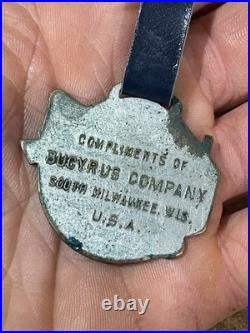 COMPLIMENTS OF
BUCYRUS COMPANY
SOUTH MILWAUKEE, WIS.
U.S.A.